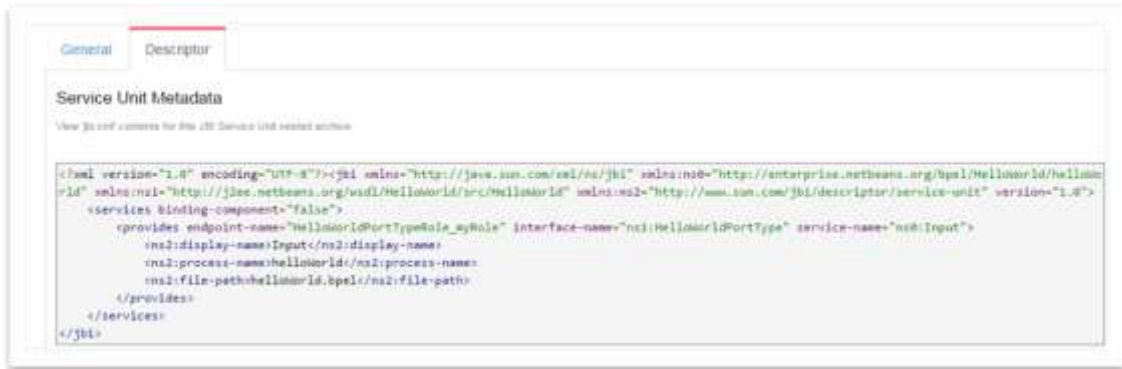 General Descriptor
Service Unit Metadata
View jbi.xml contents for this JBI Service Unit nested archive
<?xml version="1.0" encoding="UTF-8"?><jbi xmlns="http://java.sun.com/xml/ns/jbi" xmlns:ns0="http://enterprise.netbeans.org/bpel/HelloWorld/helloWo
rld" xmlns:ns1="http://j2ee.netbeans.org/wsdl/HelloWorld/src/HelloWorld" xmlns:ns2="http://www.sun.com/jbi/descriptor/service-unit" version="1.0">
<services binding-component="false">
<provides endpoint-name="HelloWorldPortTypeRole_myRole" interface-name="ns1:HelloWorldPortType" service-name="ns0:Input">
<ns2:display-name>Input</ns2:display-name>
<ns2:process-name>helloWorld</ns2:process-name>
<ns2:file-path>helloWorld.bpel</ns2:file-path>
</provides>
</services>
</jbi>